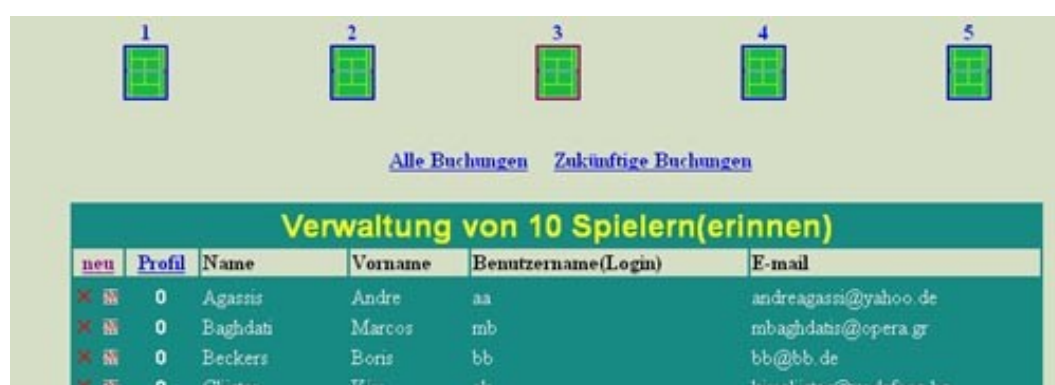 1 2 3 4 5
Alle Buchungen Zukünftige Buchungen
Verwaltung von 10 Spielern(erinnen)
neu Profil Name Vorname Benutzername(Login) E-mail
0 Agassis Andre aa andreagassi@yahoo.de
0 Baghdati Marcos mb mbaghdatis@opera.gr
0 Beckers Boris bb bb@bb.de